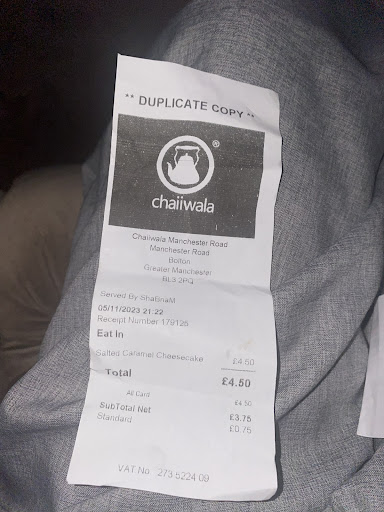 ** DUPLICATE COPY **
®
chaiiwala
Chaiiwala Manchester Road
Manchester Road
Bolton
Greater Manchester
BL3 2PQ
Served By ShaBnaM
05/11/2023 21:22
Receipt Number 179125
Eat In
Salted Caramel Cheesecake £4.50
Total £4.50
All Card £4.50
SubTotal Net £3.75
Standard £0.75
VAT No 273 5224 09